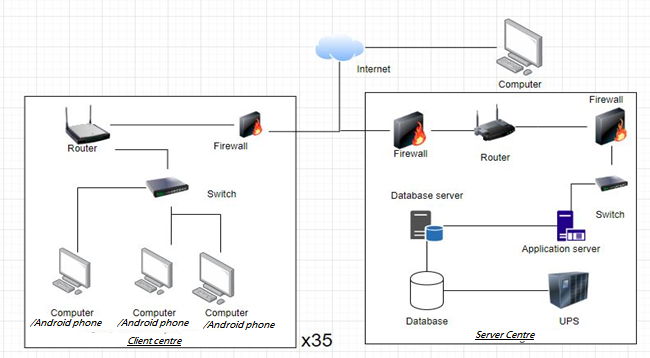 Internet
Computer
Router
Firewall
Switch
Computer
/Android phone
Computer
/Android phone
Computer
/Android phone
Client centre
x35
Firewall
Router
Firewall
Switch
Database server
Application server
Database
UPS
Server Centre